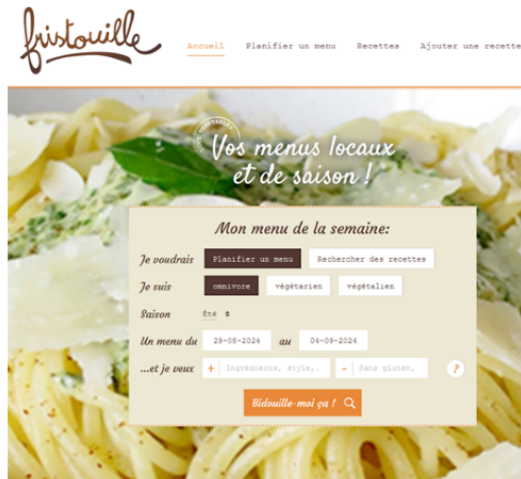 fristouille
Accueil Planifier un menu Recettes Ajouter une recette
Vos menus locaux
et de saison !
Mon menu de la semaine:
Je voudrais Planifier un menu Rechercher des recettes
Je suis omnivore végétarien végétalien
Saison Été
Un menu du 29-08-2024 au 04-09-2024
...et je veux + Ingrédients, style,. - Sans gluten, ?
Bidouille-moi ça !